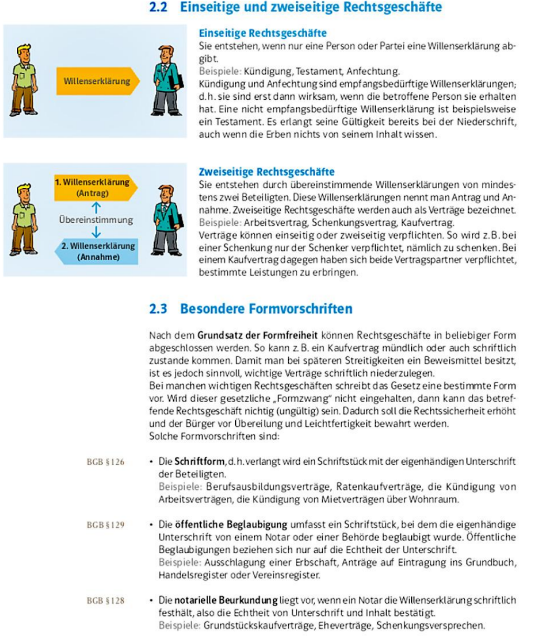 2.2 Einseitige und zweiseitige Rechtsgeschäfte
Willenserklärung
Einseitige Rechtsgeschäfte
Sie entstehen, wenn nur eine Person oder Partei eine Willenserklärung ab-
gibt.
Beispiele: Kündigung, Testament, Anfechtung.
Kündigung und Anfechtung sind empfangsbedürftige Willenserklärungen;
d.h. sie sind erst dann wirksam, wenn die betroffene Person sie erhalten
hat. Eine nicht empfangsbedürftige Willenserklärung ist beispielsweise
ein Testament. Es erlangt seine Gültigkeit bereits bei der Niederschrift,
auch wenn die Erben nichts von seinem Inhalt wissen.
1. Willenserklärung
(Antrag)
Übereinstimmung
2. Willenserklärung
(Annahme)
Zweiseitige Rechtsgeschäfte
Sie entstehen durch übereinstimmende Willenserklärungen von mindes-
tens zwei Beteiligten. Diese Willenserklärungen nennt man Antrag und An-
nahme. Zweiseitige Rechtsgeschäfte werden auch als Verträge bezeichnet.
Beispiele: Arbeitsvertrag, Schenkungsvertrag, Kaufvertrag.
Verträge können einseitig oder zweiseitig verpflichten. So wird z.B. bei
einer Schenkung nur der Schenker verpflichtet, nämlich zu schenken. Bei
einem Kaufvertrag dagegen haben sich beide Vertragspartner verpflichtet,
bestimmte Leistungen zu erbringen.
2.3 Besondere Formvorschriften
Nach dem Grundsatz der Formfreiheit können Rechtsgeschäfte in beliebiger Form
abgeschlossen werden. So kann z.B. ein Kaufvertrag mündlich oder auch schriftlich
zustande kommen. Damit man bei späteren Streitigkeiten ein Beweismittel besitzt,
ist es jedoch sinnvoll, wichtige Verträge schriftlich niederzulegen.
Bei manchen wichtigen Rechtsgeschäften schreibt das Gesetz eine bestimmte Form
vor. Wird dieser gesetzliche „Formzwang" nicht eingehalten, dann kann das betref-
fende Rechtsgeschäft nichtig (ungültig) sein. Dadurch soll die Rechtssicherheit erhöht
und der Bürger vor Übereilung und Leichtfertigkeit bewahrt werden.
Solche Formvorschriften sind:
BGB § 126 • Die Schriftform, d.h. verlangt wird ein Schriftstück mit der eigenhändigen Unterschrift
der Beteiligten.
Beispiele: Berufsausbildungsverträge, Ratenkaufverträge, die Kündigung von
Arbeitsverträgen, die Kündigung von Mietverträgen über Wohnraum.
BGB § 129 • Die öffentliche Beglaubigung umfasst ein Schriftstück, bei dem die eigenhändige
Unterschrift von einem Notar oder einer Behörde beglaubigt wurde. Öffentliche
Beglaubigungen beziehen sich nur auf die Echtheit der Unterschrift.
Beispiele: Ausschlagung einer Erbschaft, Anträge auf Eintragung ins Grundbuch,
Handelsregister oder Vereinsregister.
BGB § 128 • Die notarielle Beurkundung liegt vor, wenn ein Notar die Willenserklärung schriftlich
festhält, also die Echtheit von Unterschrift und Inhalt bestätigt.
Beispiele: Grundstückskaufverträge, Eheverträge, Schenkungsversprechen.